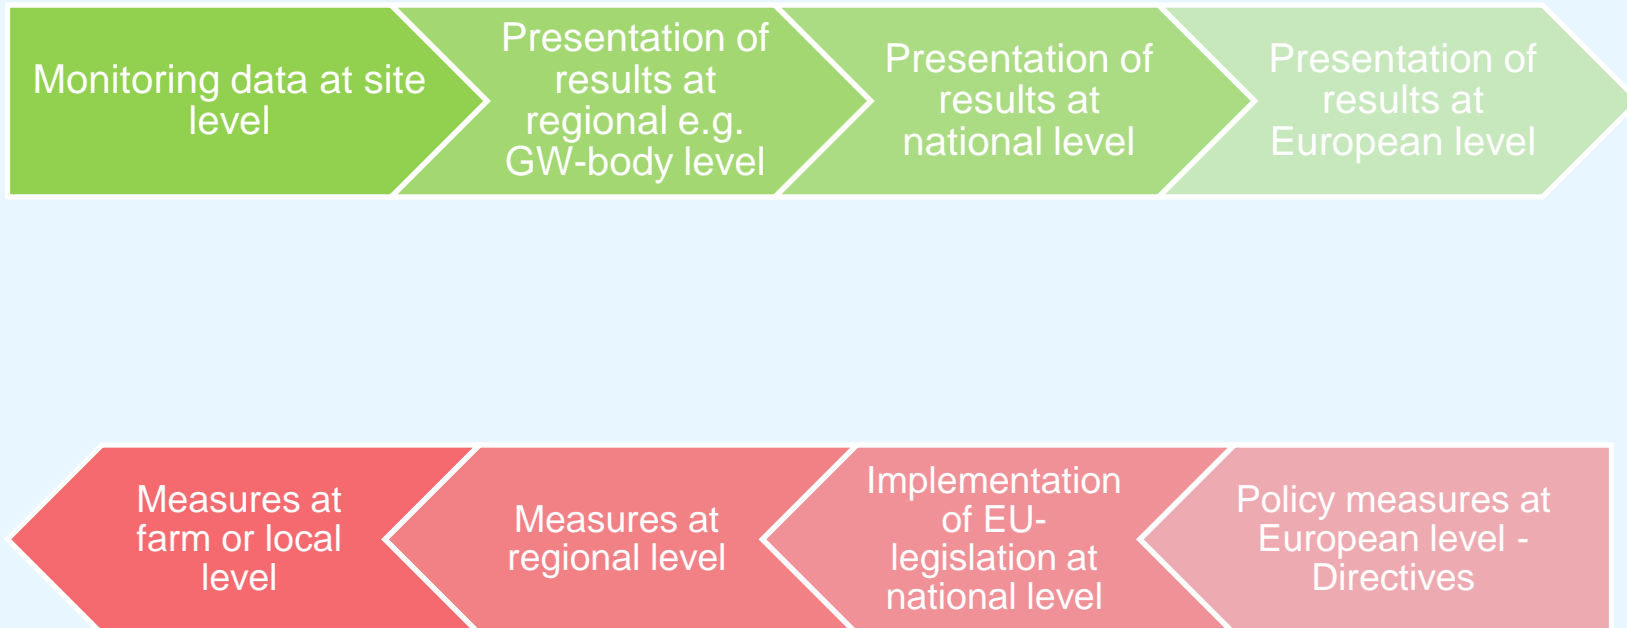 Monitoring data at site
level
Presentation of
results at
regional e.g.
GW-body level
Presentation of
results at
national level
Presentation of
results at
European level
Measures at
farm or local
level
Measures at
regional level
Implementation
of EU-
legislation at
national level
Policy measures at
European level -
Directives